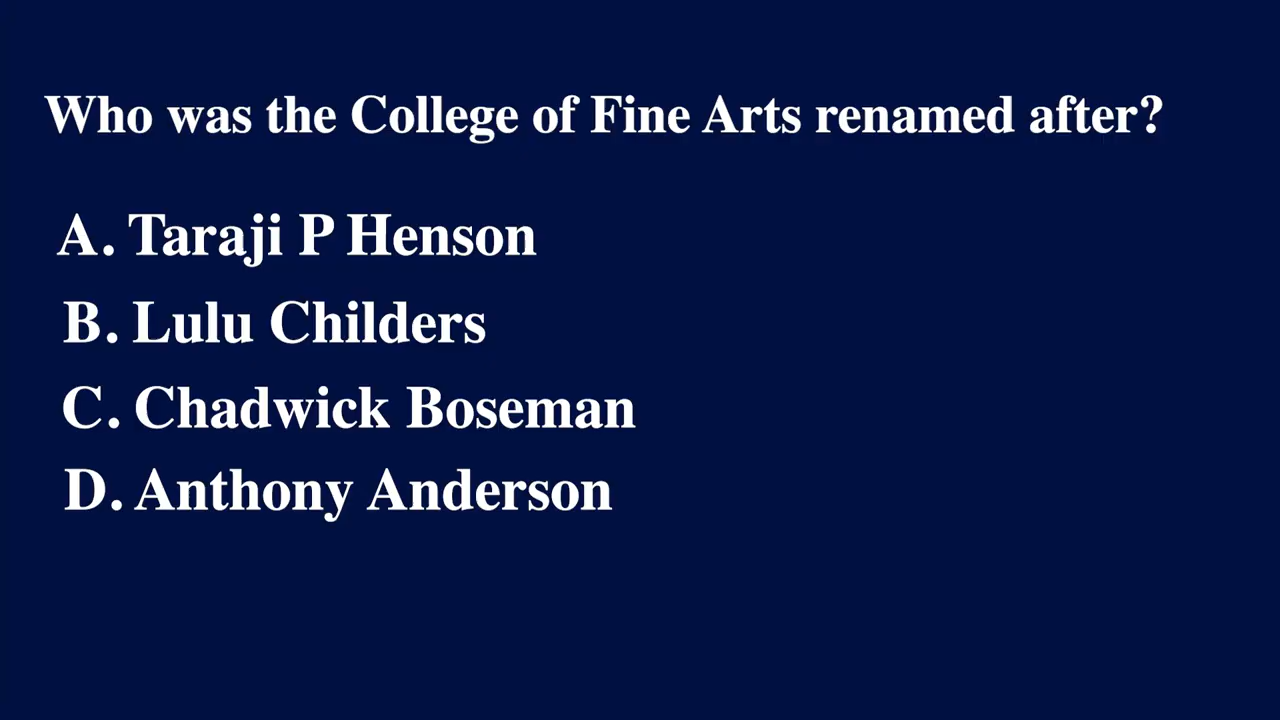 Who was the College of Fine Arts renamed after?
A. Taraji P Henson
B. Lulu Childers
C. Chadwick Boseman
D. Anthony Anderson